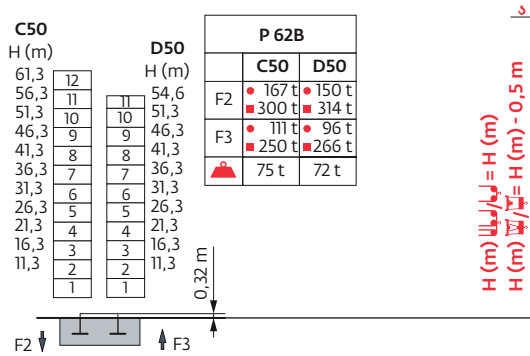 C50
H (m)
61,3
56,3
51,3
46,3
41,3
36,3
31,3
26,3
21,3
16,3
11,3
12
11
10
9
8
7
6
5
4
3
2
1
11
10
9
8
7
6
5
4
3
2
1
D50
H (m)
54,6
51,3
46,3
41,3
36,3
31,3
26,3
21,3
16,3
11,3
P 62B
C50 D50
F2 167 t 150 t
300 t 314 t
F3 111 t 96 t
250 t 266 t
75 t 72 t
0,32 m
F2
F3
H (m) / = H (m)
H (m) / = H (m) - 0,5 m